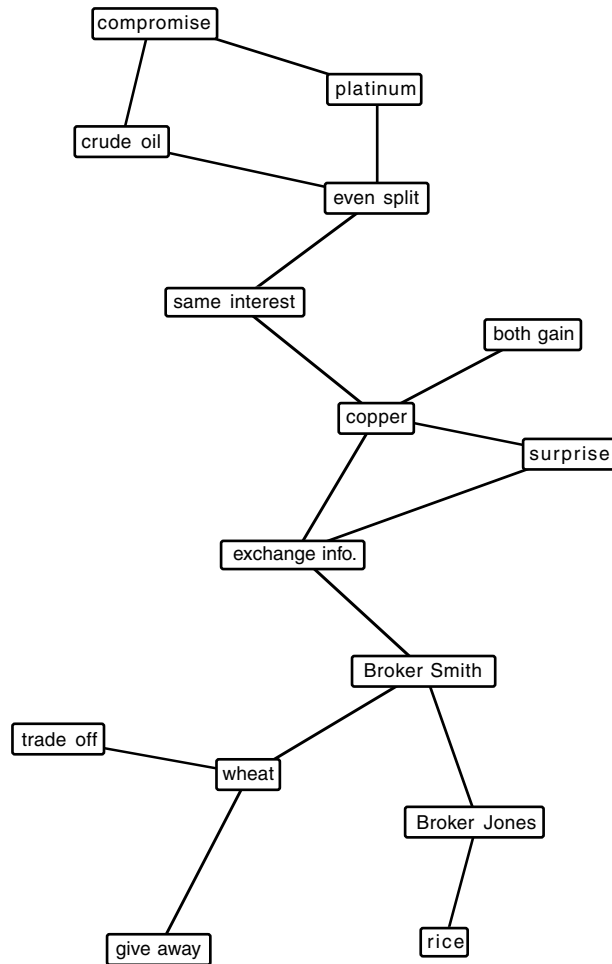 compromise
platinum
crude oil
even split
same interest
both gain
copper
surprise
exchange info.
Broker Smith
trade off
wheat
Broker Jones
give away
rice